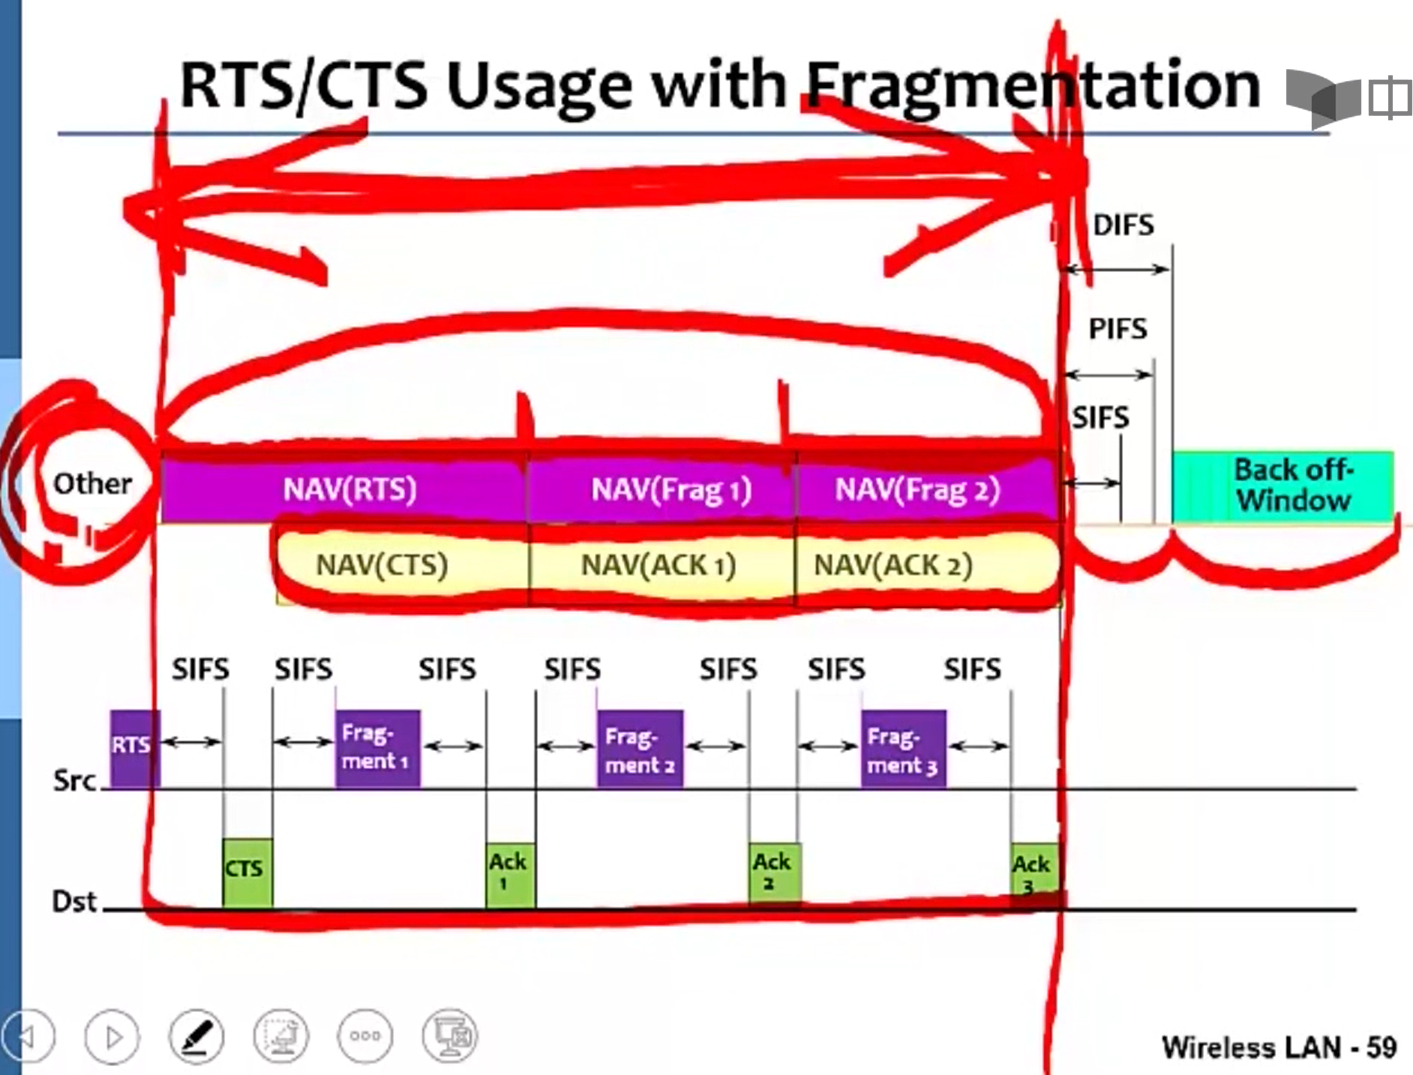 RTS/CTS Usage with Fragmentation
DIFS
PIFS
SIFS
Other
NAV(RTS)
NAV(Frag 1)
NAV(Frag 2)
Back off-
Window
NAV(CTS)
NAV(ACK 1)
NAV(ACK 2)
SIFS
SIFS
SIFS
SIFS
SIFS
SIFS
SIFS
RTS
Frag-
ment 1
Frag-
ment 2
Frag-
ment 3
Src
CTS
Ack
1
Ack
2
Ack
3
Dst
Wireless LAN - 59